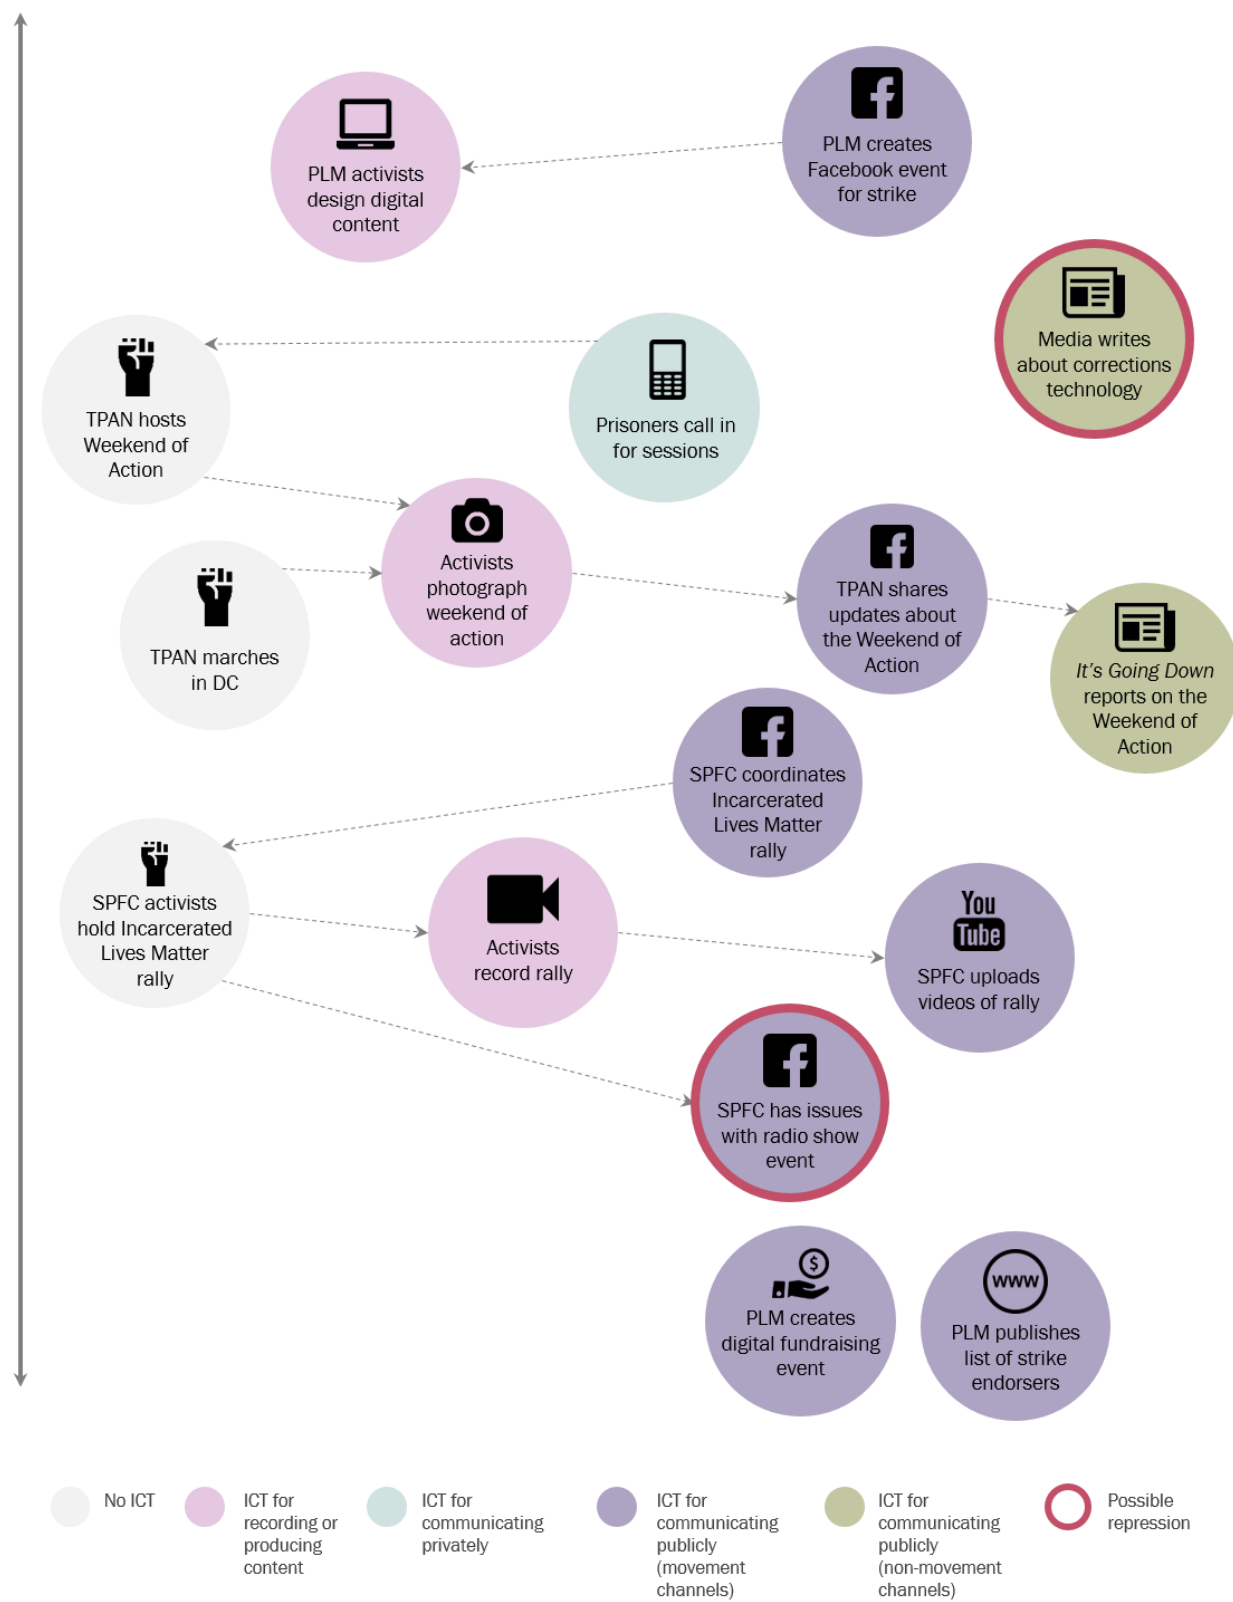 PLM creates
Facebook event
for strike
PLM activists
design digital
content
Media writes
about corrections
technology
TPAN hosts
Weekend of
Action
Prisoners call in
for sessions
Activists
photograph
weekend of
action
TPAN shares
updates about
the Weekend of
Action
TPAN marches
in DC
It's Going Down
reports on the
Weekend of
Action
SPFC coordinates
Incarcerated
Lives Matter
rally
SPFC activists
hold Incarcerated
Lives Matter
rally
Activists
record rally
You
Tube
SPFC uploads
videos of rally
SPFC has issues
with radio show
event
$
PLM creates
digital fundraising
event
www
PLM publishes
list of strike
endorsers
No ICT
ICT for
recording or
producing
content
ICT for
communicating
privately
ICT for
communicating
publicly
(movement
channels)
ICT for
communicating
publicly
(non-movement
channels)
Possible
repression